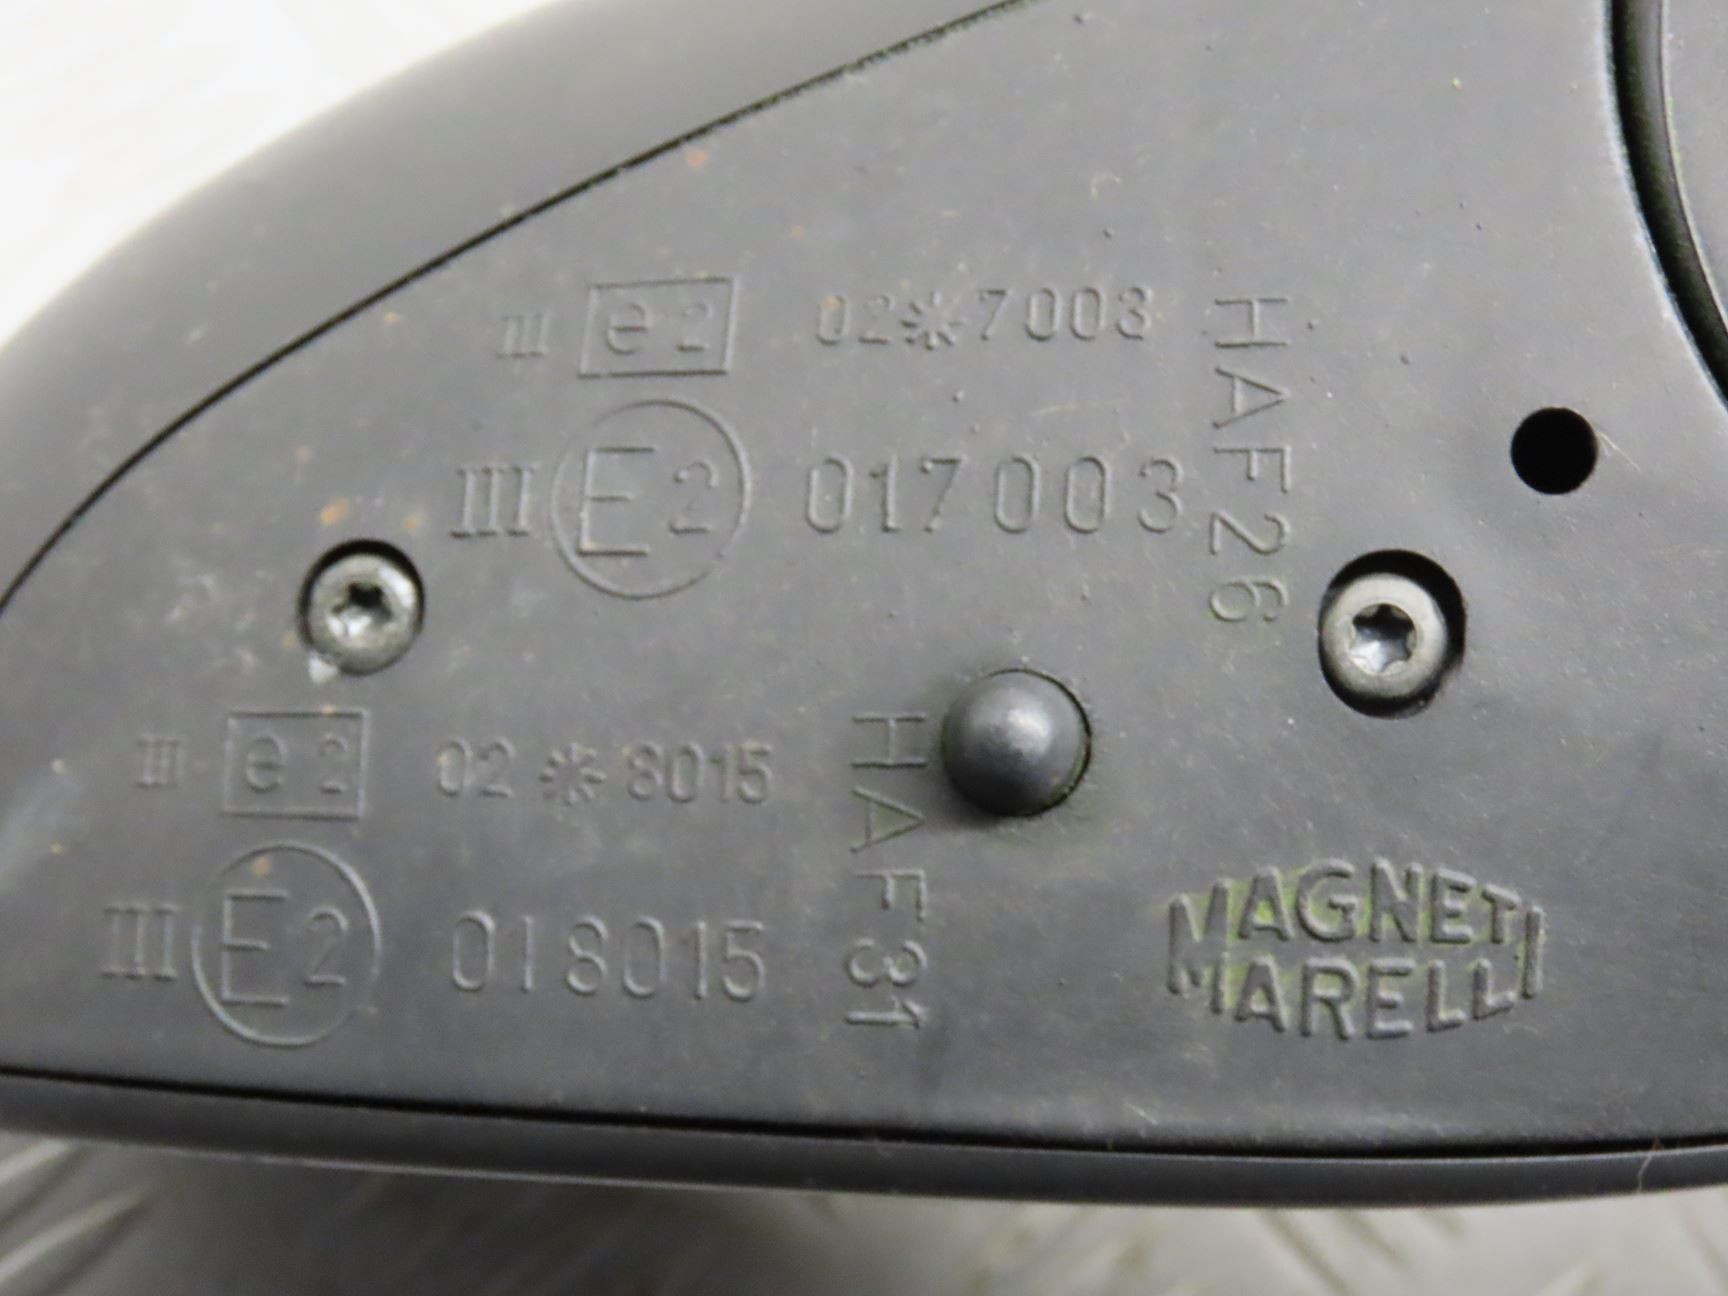 III e2 02*7003
III E2 017003
HAF26
III e2 02*8015
III E2 018015
HAF31
MAGNETI
MARELLI